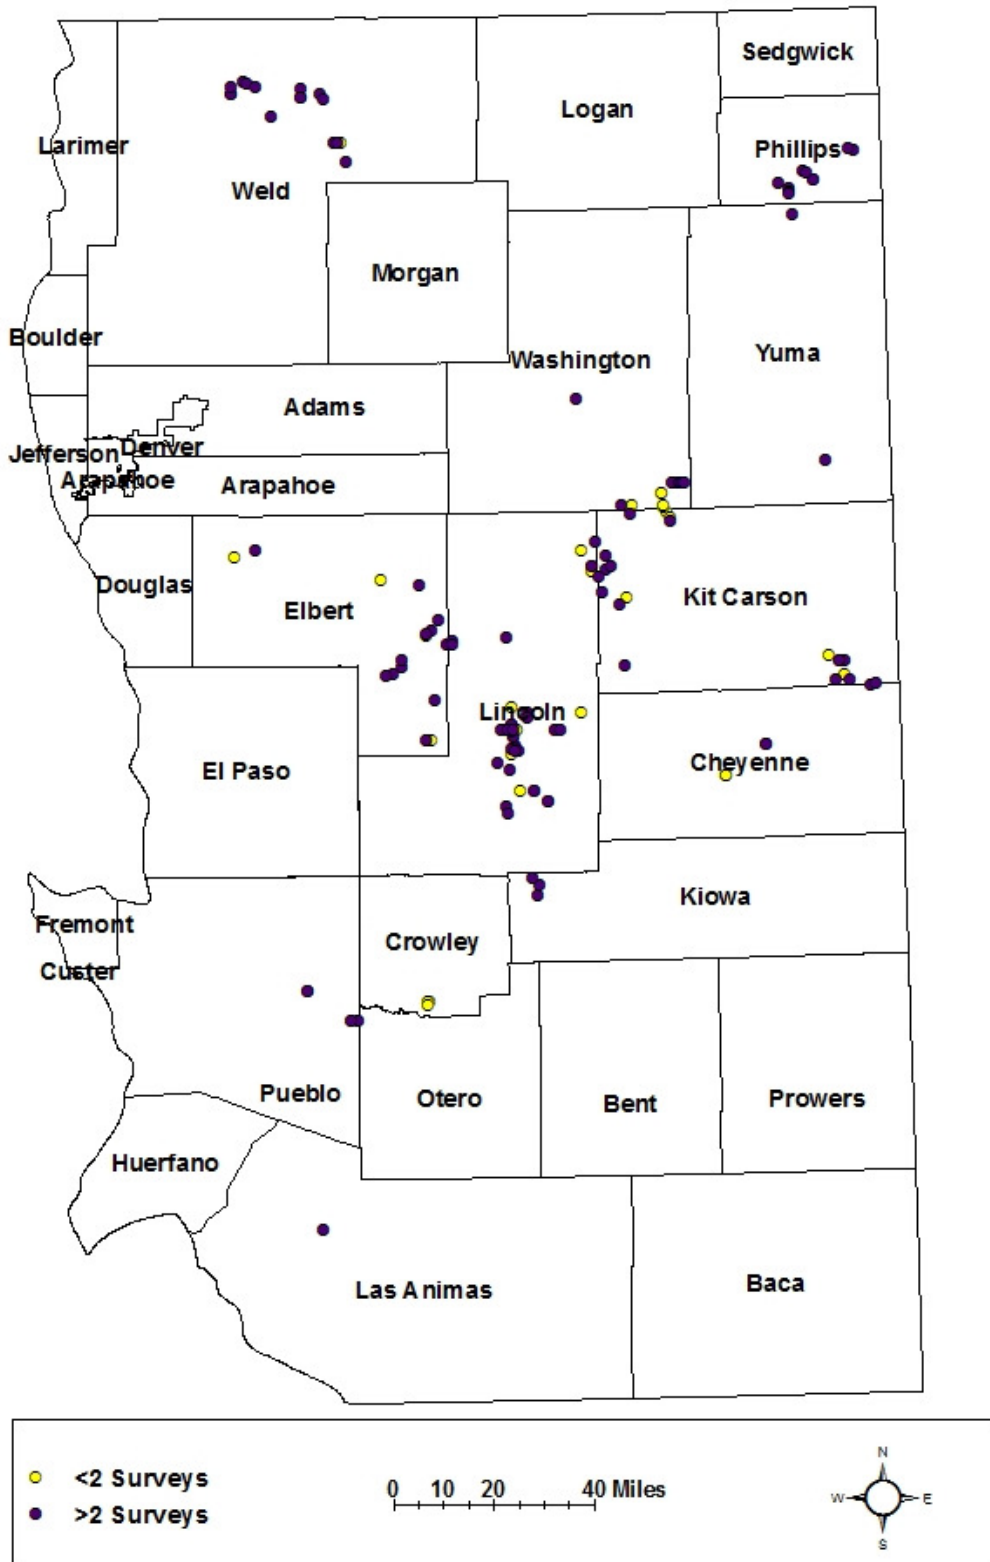 Sedgwick
Logan
Larimer
Phillips
Weld
Morgan
Boulder
Washington
Yuma
Adams
Denver
Jefferson
Arapahoe
Arapahoe
Douglas
Elbert
Kit Carson
Lincoln
El Paso
Cheyenne
Kiowa
Fremont
Crowley
Custer
Pueblo
Otero
Bent
Prowers
Huerfano
Las Animas
Baca
<2 Surveys
>2 Surveys
0 10 20 40 Miles
N
W E
S